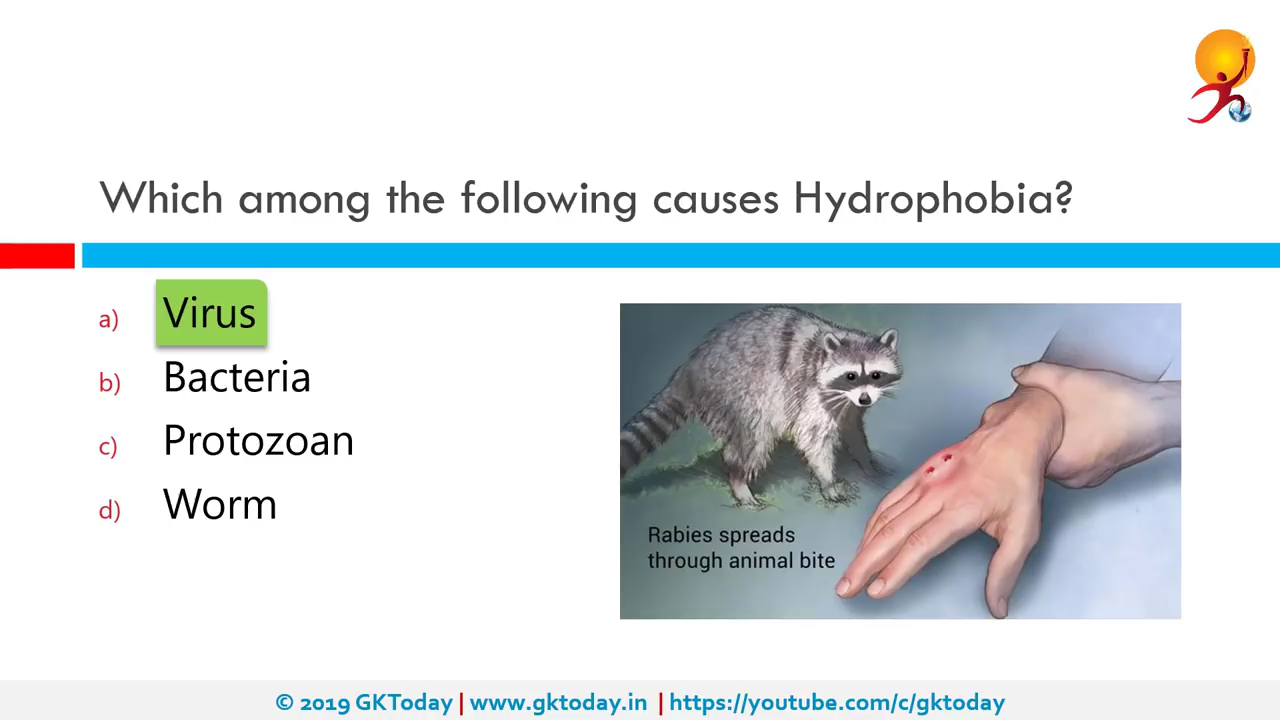 Which among the following causes Hydrophobia?
a) Virus
b) Bacteria
c) Protozoan
d) Worm
Rabies spreads
through animal bite
© 2019 GKToday | www.gktoday.in | https://youtube.com/c/gktoday